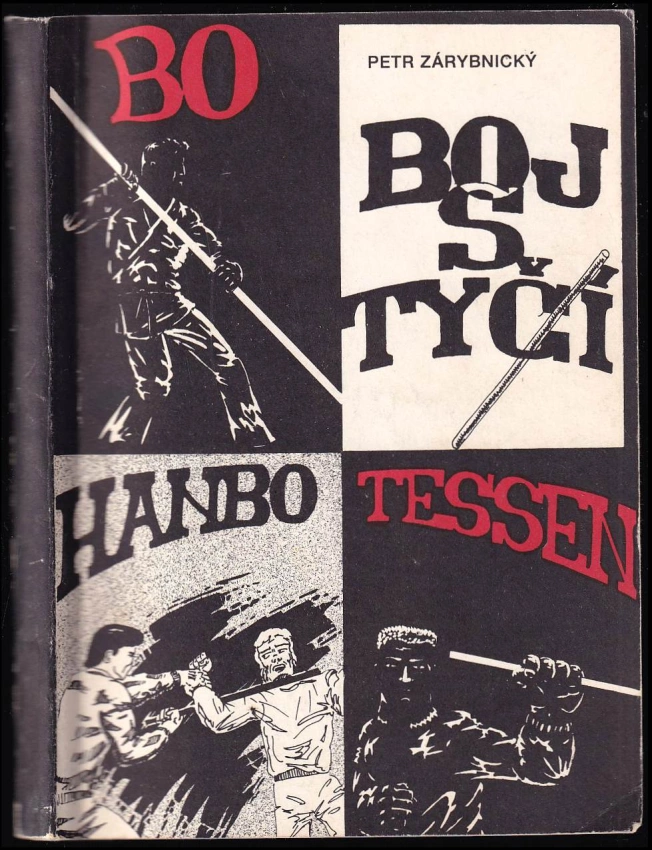 BO
PETR ZÁRYBNICKÝ
BOJ
S
TYČÍ
HANBO
TESSEN